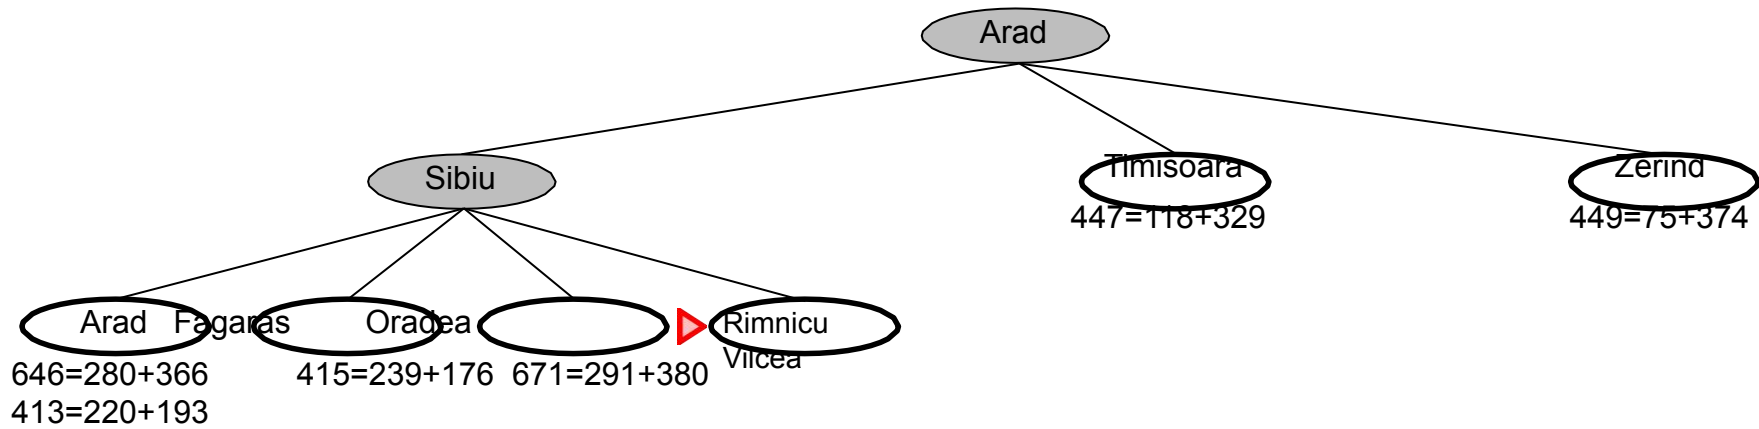 Arad
Sibiu
Timisoara
Zerind
447=118+329
449=75+374
Arad Fagaras Oradea Rimnicu
Vilcea
646=280+366 415=239+176 671=291+380
413=220+193